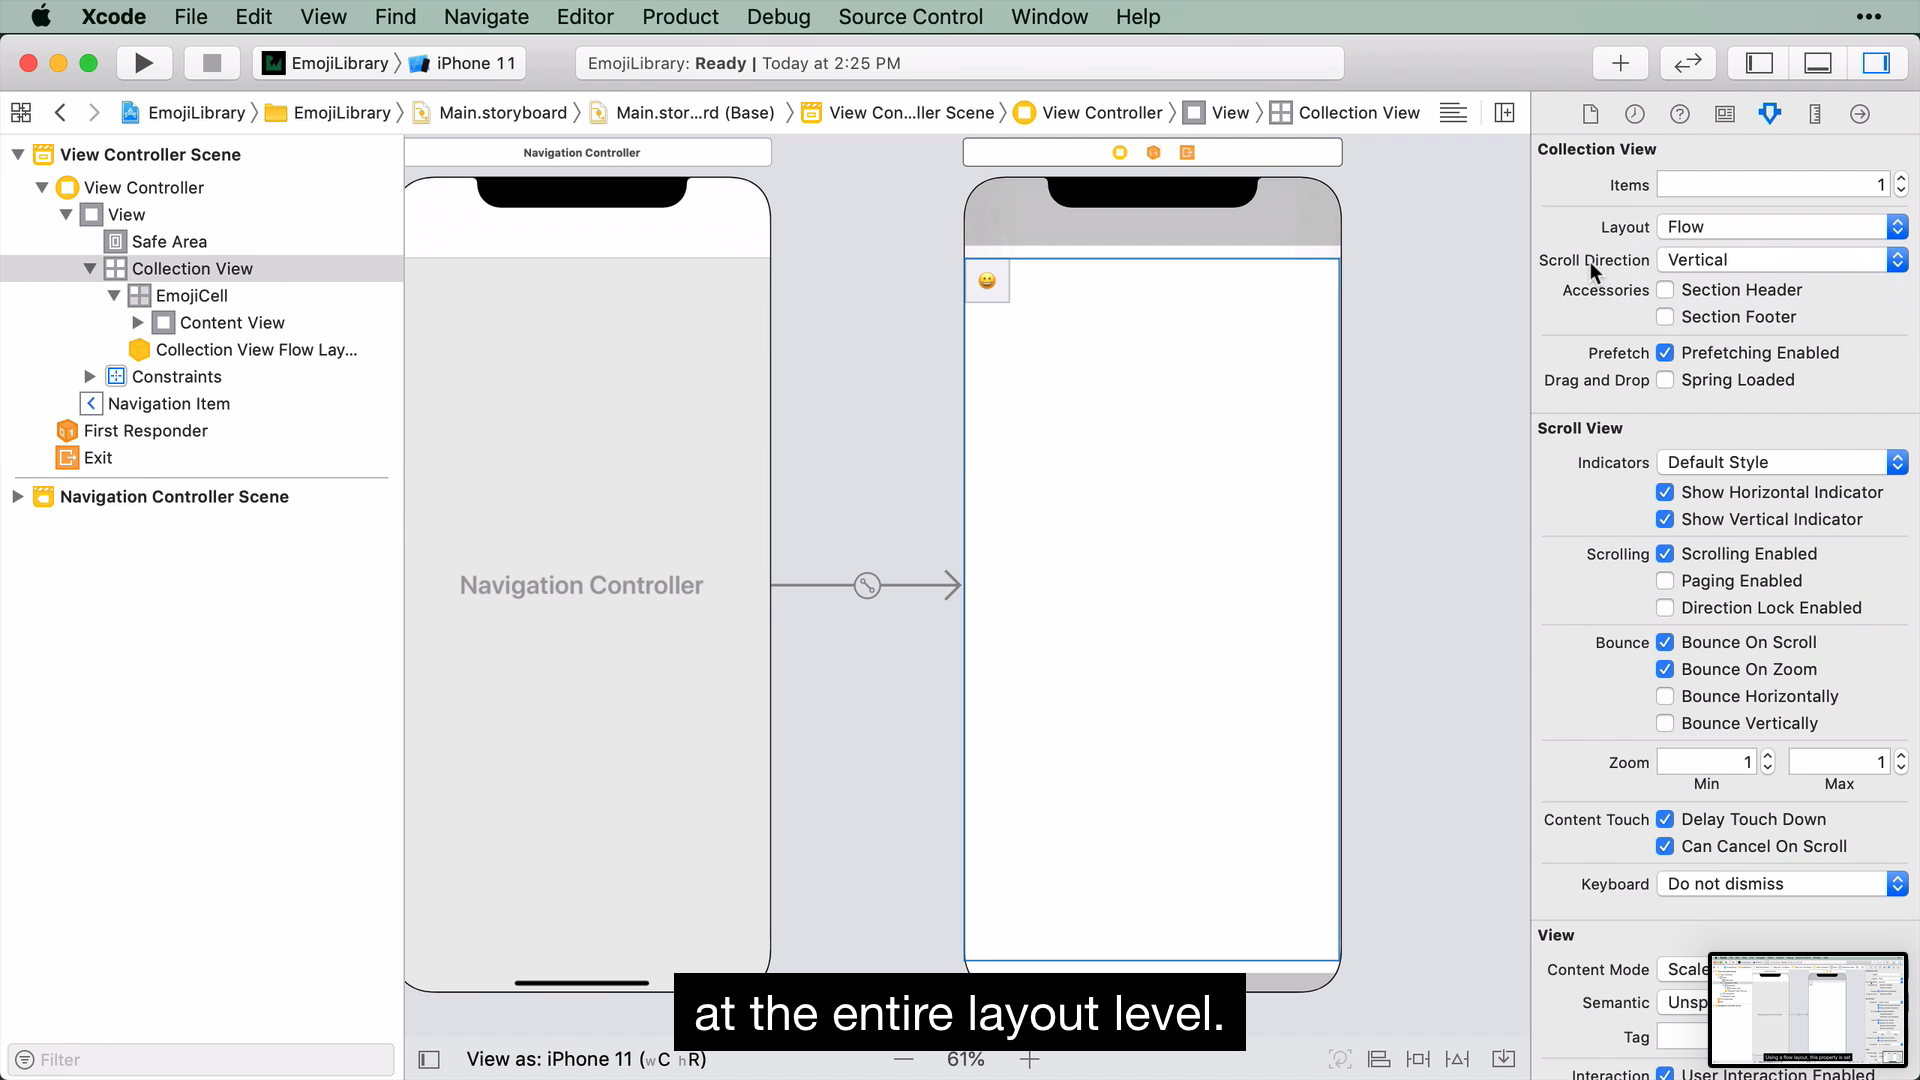 Xcode File Edit View Find Navigate Editor Product Debug Source Control Window Help
EmojiLibrary iPhone 11
EmojiLibrary: Ready | Today at 2:25 PM
EmojiLibrary EmojiLibrary Main.storyboard Main.stor...rd (Base) View Con...ller Scene View Controller View Collection View
View Controller Scene
View Controller
View
Safe Area
Collection View
EmojiCell
Content View
Collection View Flow Lay...
Constraints
Navigation Item
First Responder
Exit
Navigation Controller Scene
Filter
Navigation Controller
Navigation Controller
at the entire layout level.
View as: iPhone 11 (wC hR)
61%
Collection View
Items 1
Layout Flow
Scroll Direction Vertical
Accessories Section Header
Section Footer
Prefetch Prefetching Enabled
Drag and Drop Spring Loaded
Scroll View
Indicators Default Style
Show Horizontal Indicator
Show Vertical Indicator
Scrolling Scrolling Enabled
Paging Enabled
Direction Lock Enabled
Bounce Bounce On Scroll
Bounce On Zoom
Bounce Horizontally
Bounce Vertically
Zoom 1 1
Min Max
Content Touch Delay Touch Down
Can Cancel On Scroll
Keyboard Do not dismiss
View
Content Mode Scale
Semantic Unsp
Tag
Interaction User Interaction Enabled
Using a flow layout, this property is set